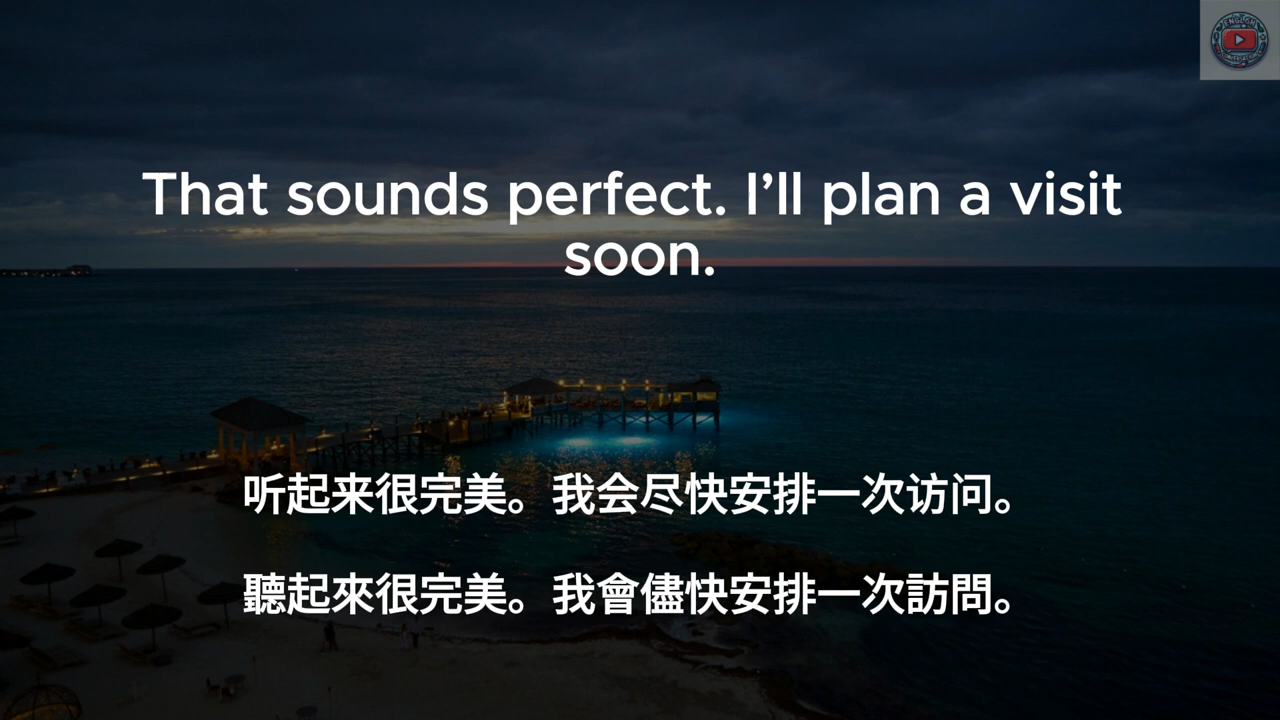 That sounds perfect. I’ll plan a visit
soon.
听起来很完美。我会尽快安排一次访问。
聽起來很完美。我會儘快安排一次訪問。